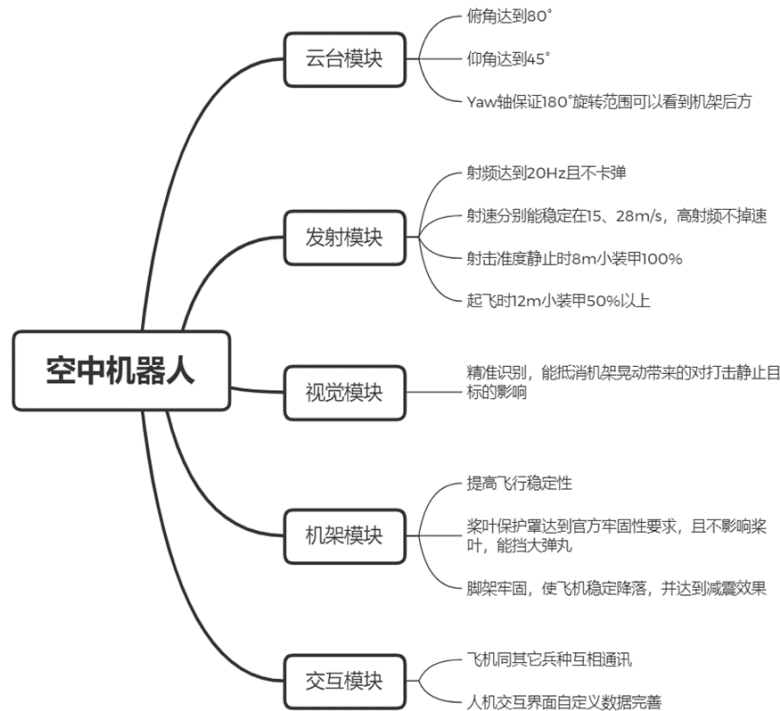 空中机器人
云台模块
俯角达到80°
仰角达到45°
Yaw轴保证180°旋转范围可以看到机架后方
发射模块
射频达到20Hz且不卡弹
射速分别能稳定在15、28m/s，高射频不掉速
射击准度静止时8m小装甲100%
起飞时12m小装甲50%以上
视觉模块
精准识别，能抵消机架晃动带来的对打击静止目
标的影响
机架模块
提高飞行稳定性
桨叶保护罩达到官方牢固性要求，且不影响桨
叶，能挡大弹丸
脚架牢固，使飞机稳定降落，并达到减震效果
交互模块
飞机同其它兵种互相通讯
人机交互界面自定义数据完善